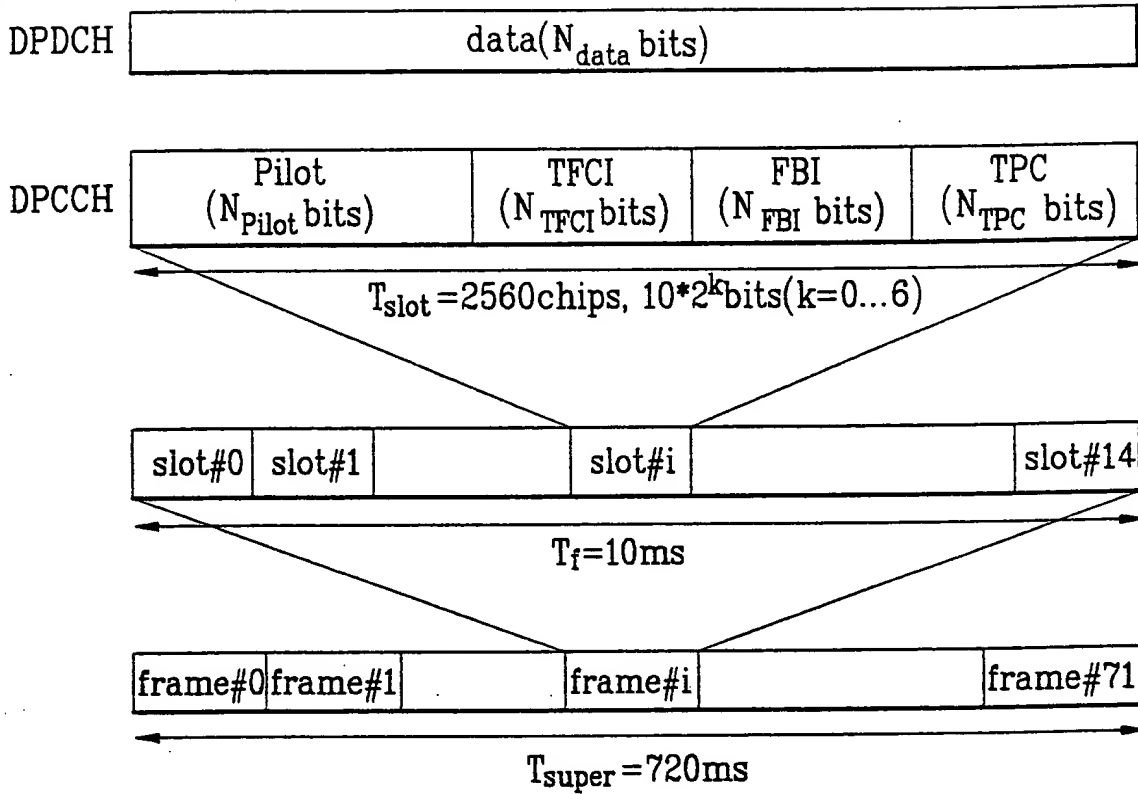 DPDCH data(N_data bits)
DPCCH Pilot (N_Pilot bits) TFCI (N_TFCI bits) FBI (N_FBI bits) TPC (N_TPC bits)
T_slot=2560chips, 10*2^k bits(k=0...6)
slot#0 slot#1 slot#i slot#14
T_f=10ms
frame#0 frame#1 frame#i frame#71
T_super=720ms